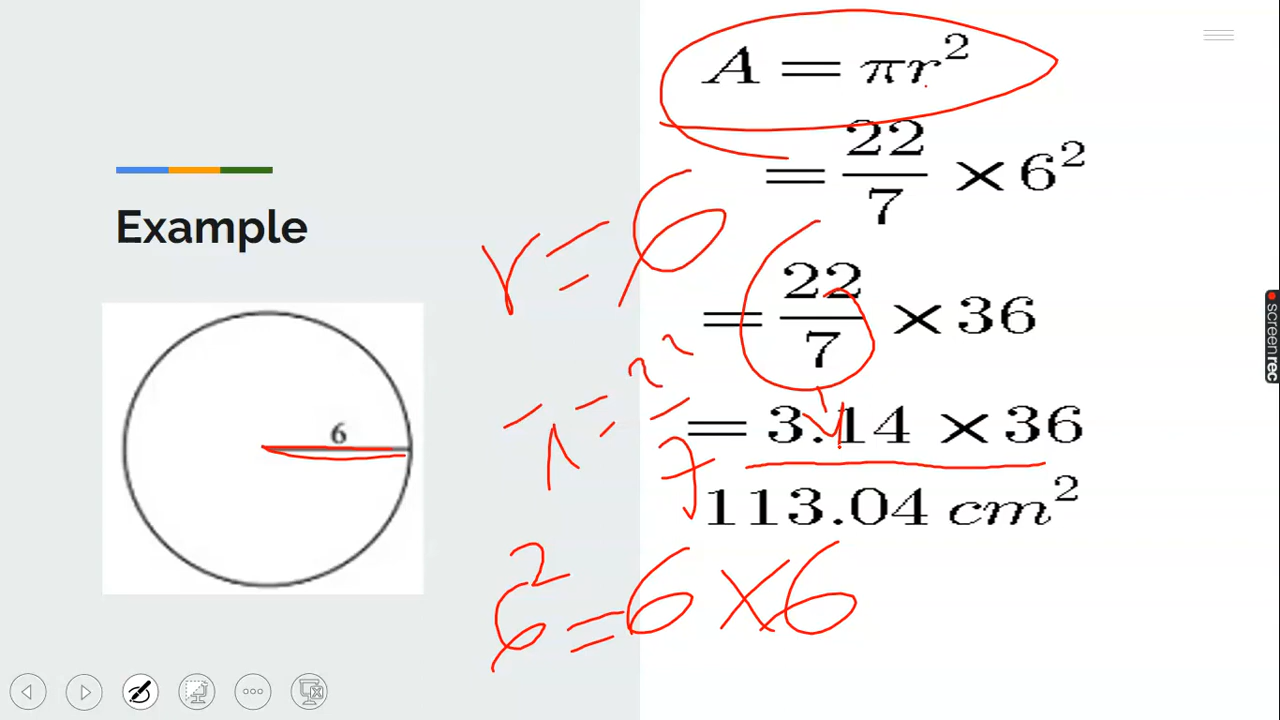 Example
6
A = πr²
= 22/7 × 6²
= 22/7 × 36
= 3.14 × 36
113.04 cm²
r = 6
π = 22/7
6² = 6 × 6
screenrec